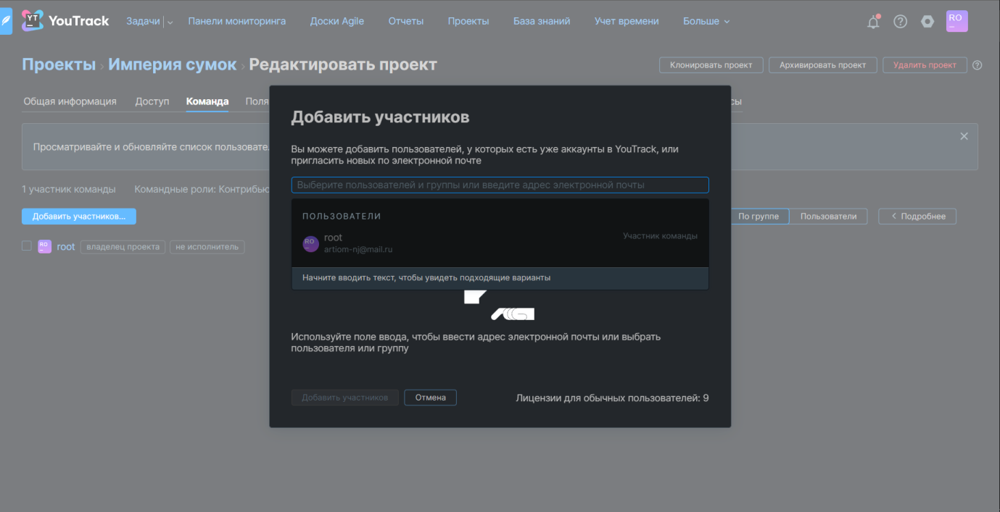 YT
YouTrack
Задачи
Панели мониторинга
Доски Agile
Отчеты
Проекты
База знаний
Учет времени
Больше
RO
Проекты › Империя сумок › Редактировать проект
Клонировать проект
Архивировать проект
Удалить проект
Общая информация
Доступ
Команда
Поля
сы
Просматривайте и обновляйте список пользовате
1 участник команды
Командные роли: Контрибью
Добавить участников...
По группе
Пользователи
Подробнее
RO
root
владелец проекта
не исполнитель
Добавить участников
Вы можете добавить пользователей, у которых есть уже аккаунты в YouTrack, или
пригласить новых по электронной почте
Выберите пользователей и группы или введите адрес электронной почты
ПОЛЬЗОВАТЕЛИ
RO
root
Участник команды
artiom-nj@mail.ru
Начните вводить текст, чтобы увидеть подходящие варианты
Используйте поле ввода, чтобы ввести адрес электронной почты или выбрать
пользователя или группу
Добавить участников
Отмена
Лицензии для обычных пользователей: 9